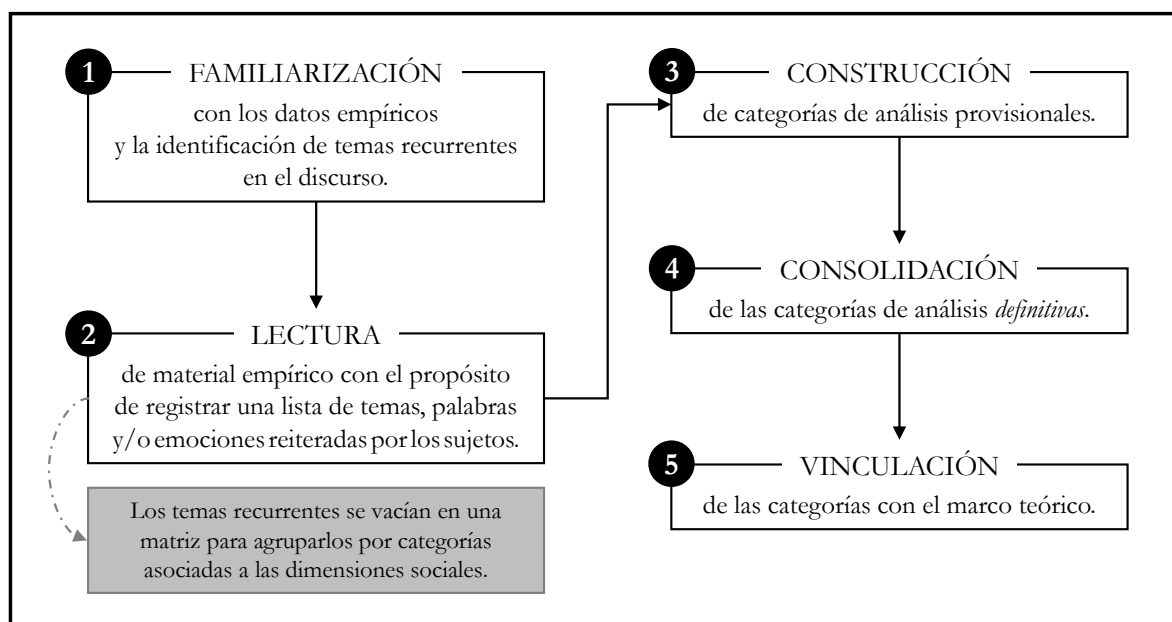 1
FAMILIARIZACIÓN
con los datos empíricos
y la identificación de temas recurrentes
en el discurso.
2
LECTURA
de material empírico con el propósito
de registrar una lista de temas, palabras
y/o emociones reiteradas por los sujetos.
Los temas recurrentes se vacían en una
matriz para agruparlos por categorías
asociadas a las dimensiones sociales.
3
CONSTRUCCIÓN
de categorías de análisis provisionales.
4
CONSOLIDACIÓN
de las categorías de análisis definitivas.
5
VINCULACIÓN
de las categorías con el marco teórico.